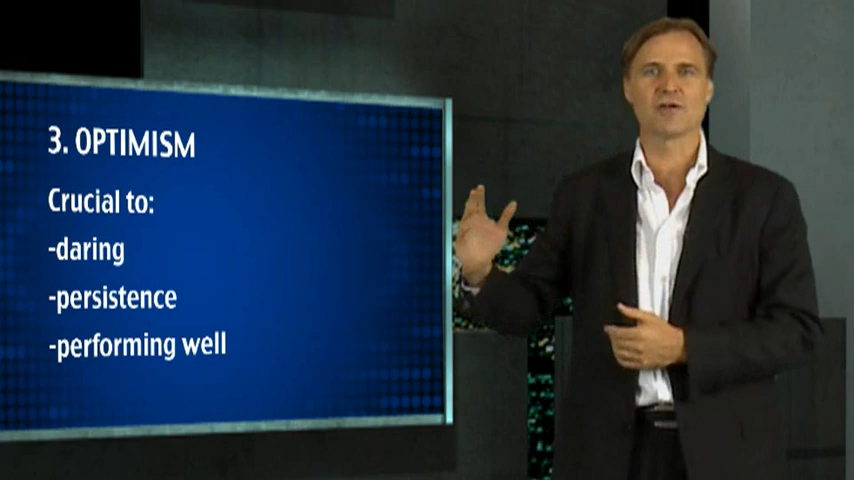 3. OPTIMISM
Crucial to:
-daring
-persistence
-performing well